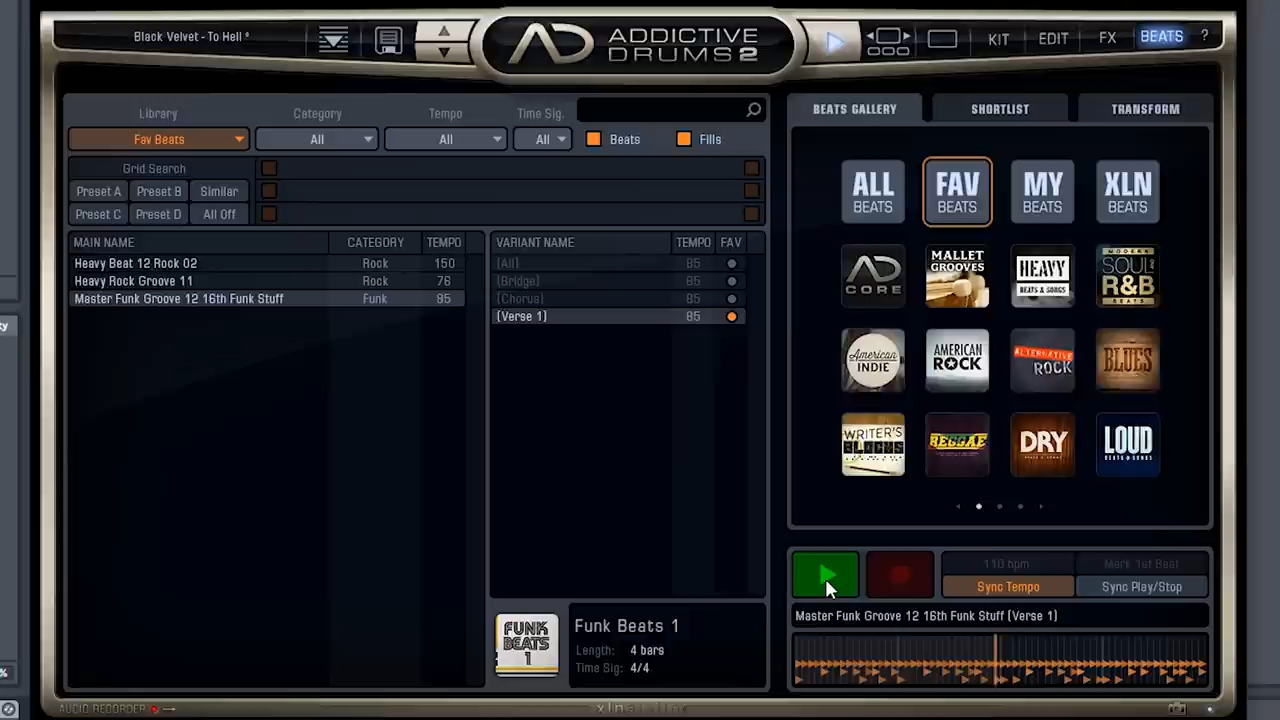 Black Velvet - To Hell *
ADDICTIVE DRUMS 2
KIT EDIT FX BEATS ?
Library Category Tempo Time Sig.
Fav Beats All All All Beats Fills
Grid Search
Preset A Preset B Similar
Preset C Preset D All Off
MAIN NAME CATEGORY TEMPO
Heavy Beat 12 Rock 02 Rock 150
Heavy Rock Groove 11 Rock 76
Master Funk Groove 12 16th Funk Stuff Funk 85
VARIANT NAME TEMPO FAV
(All) 85
(Bridge) 85
(Chorus) 85
(Verse 1) 85
FUNK BEATS 1
Funk Beats 1
Length: 4 bars
Time Sig: 4/4
BEATS GALLERY SHORTLIST TRANSFORM
ALL BEATS
FAV BEATS
MY BEATS
XLN BEATS
AD CORE
MALLET GROOVES
HEAVY BEATS & SONGS
MODERN SOUL R&B BEATS
American INDIE
AMERICAN ROCK
ALTERNATIVE ROCK
BLUES
WRITER'S BLOCKS
REGGAE
DRY
LOUD BEATS & SONGS
110 bpm Mark 1st Beat
Sync Tempo Sync Play/Stop
Master Funk Groove 12 16th Funk Stuff (Verse 1)
AUDIO RECORDER